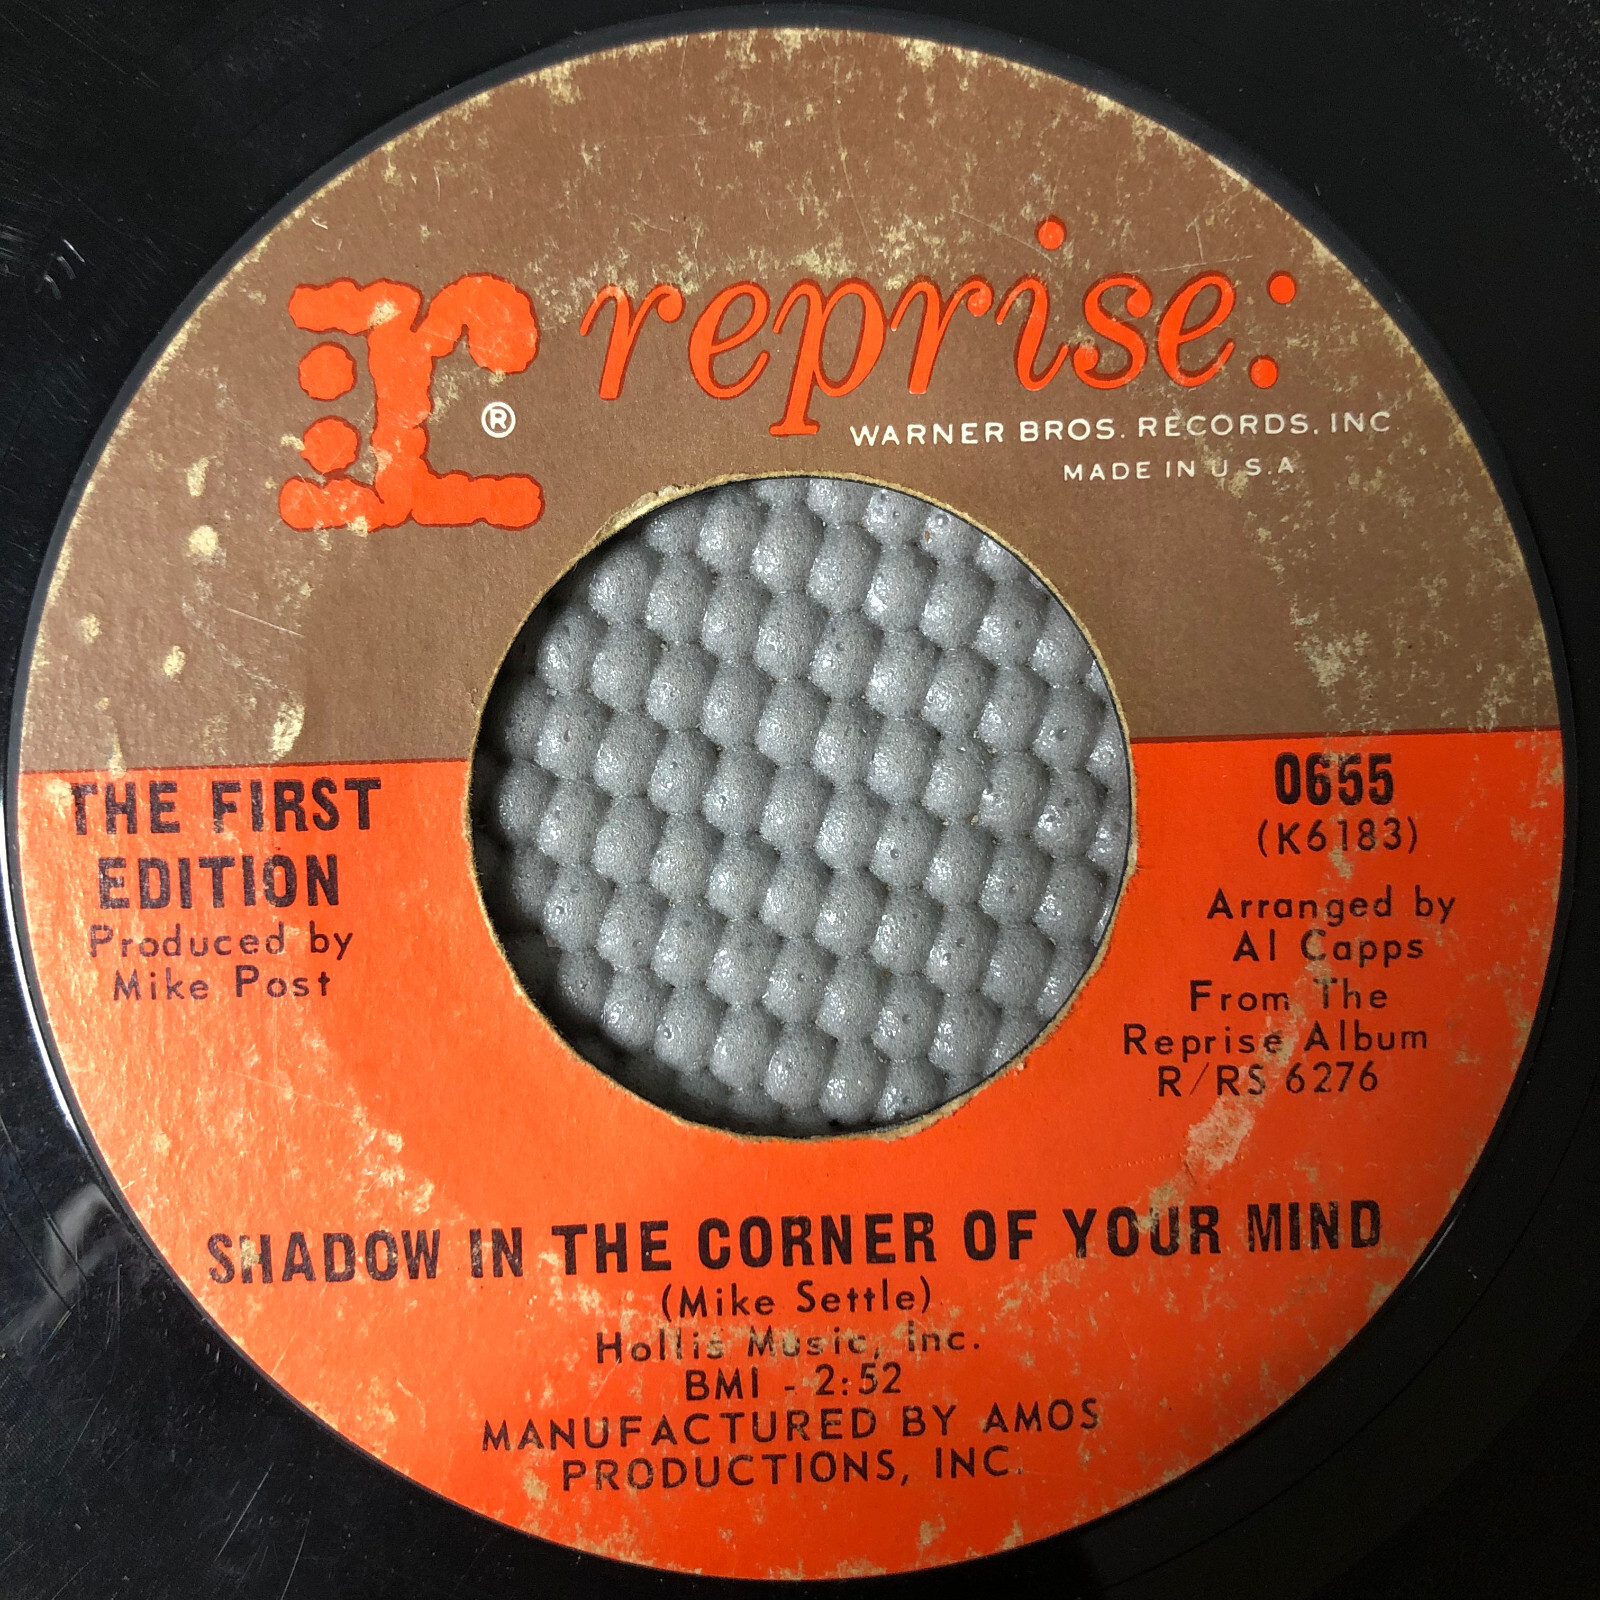 r reprise:
®
WARNER BROS. RECORDS, INC
MADE IN U.S.A.
THE FIRST
EDITION
Produced by
Mike Post
0655
(K6183)
Arranged by
Al Capps
From The
Reprise Album
R/RS 6276
SHADOW IN THE CORNER OF YOUR MIND
(Mike Settle)
Hollis Music, Inc.
BMI - 2:52
MANUFACTURED BY AMOS
PRODUCTIONS, INC.